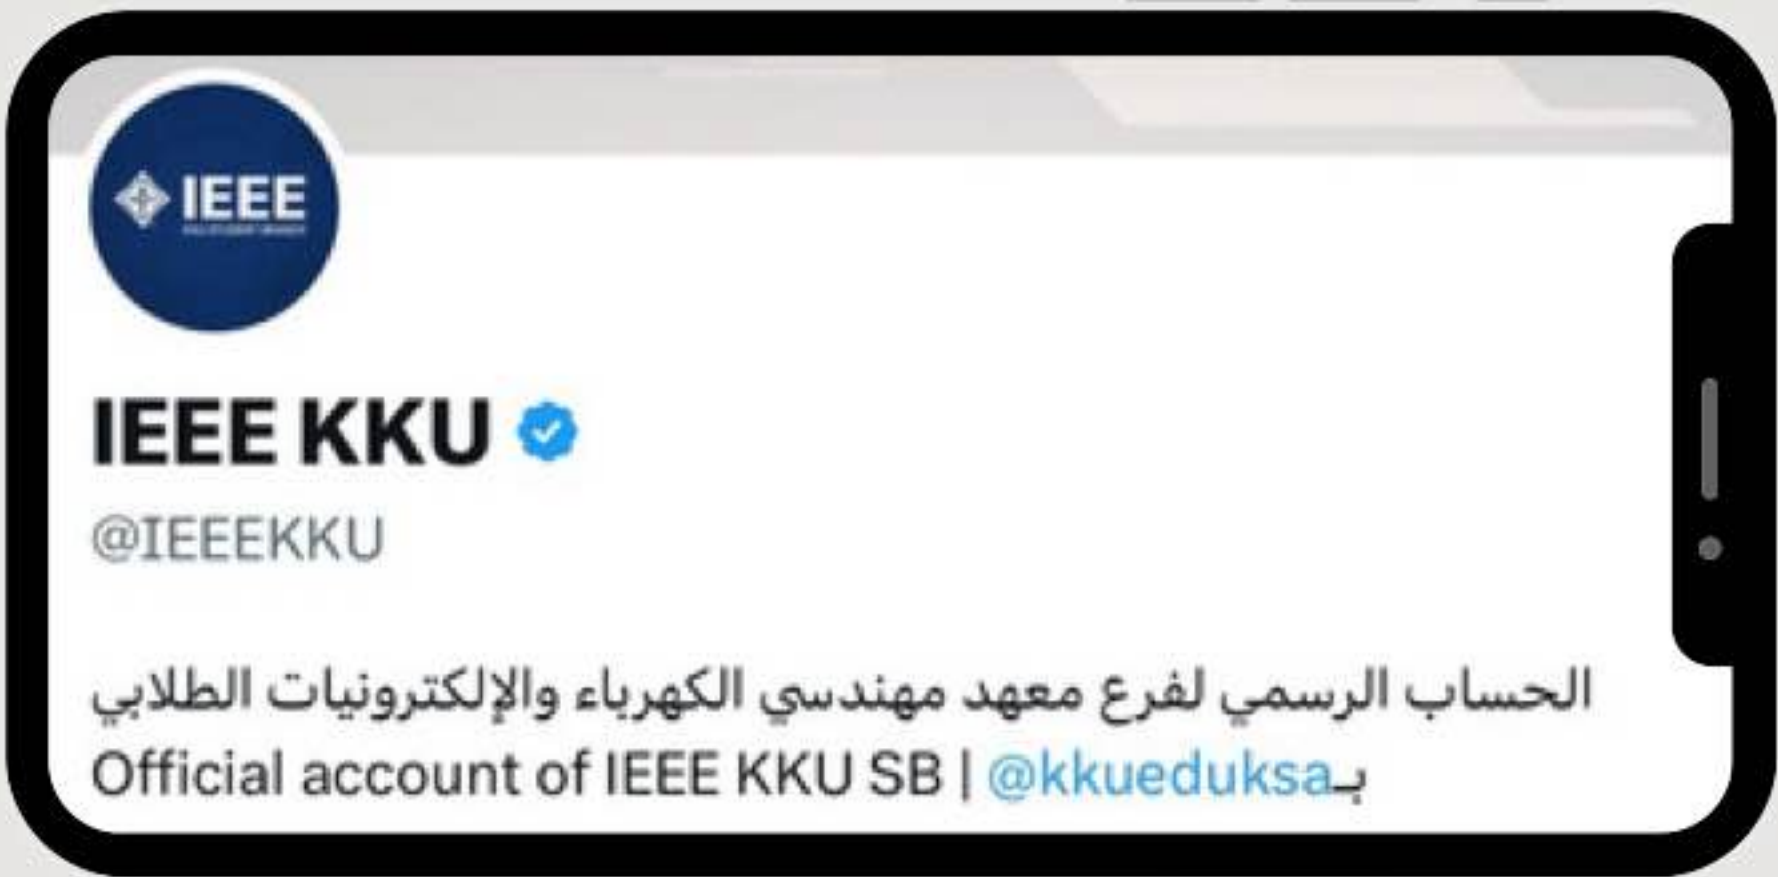 IEEE
IEEE KKU
@IEEEKKU
الحساب الرسمي لفرع معهد مهندسي الكهرباء والإلكترونيات الطلابي
بـ@kkueduksa | Official account of IEEE KKU SB